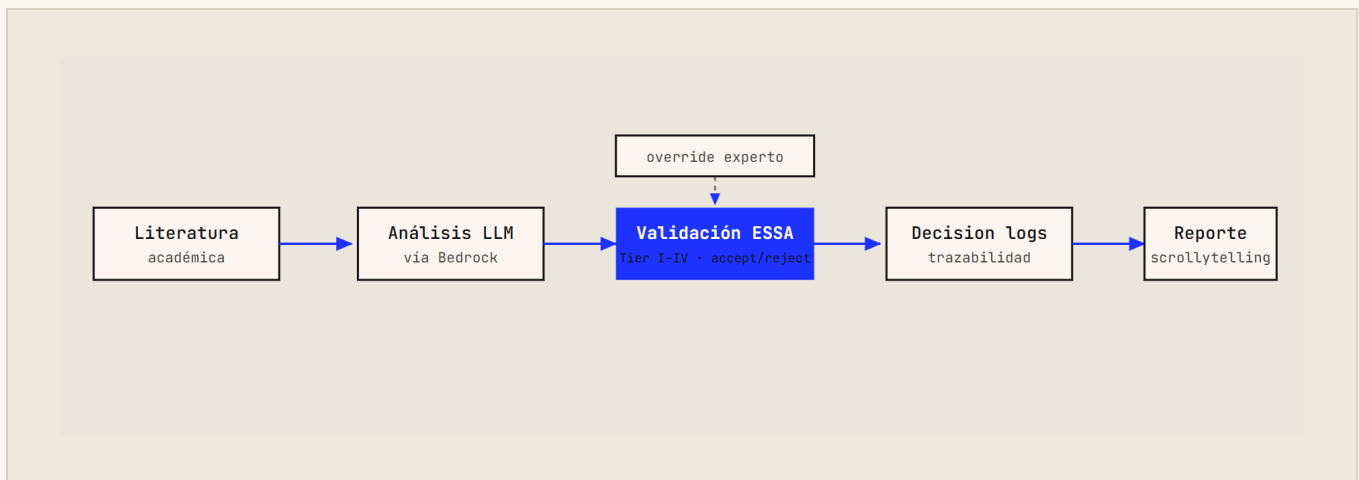 override experto
Literatura
académica
Análisis LLM
vía Bedrock
Validación ESSA
Tier I–IV · accept/reject
Decision logs
trazabilidad
Reporte
scrollytelling